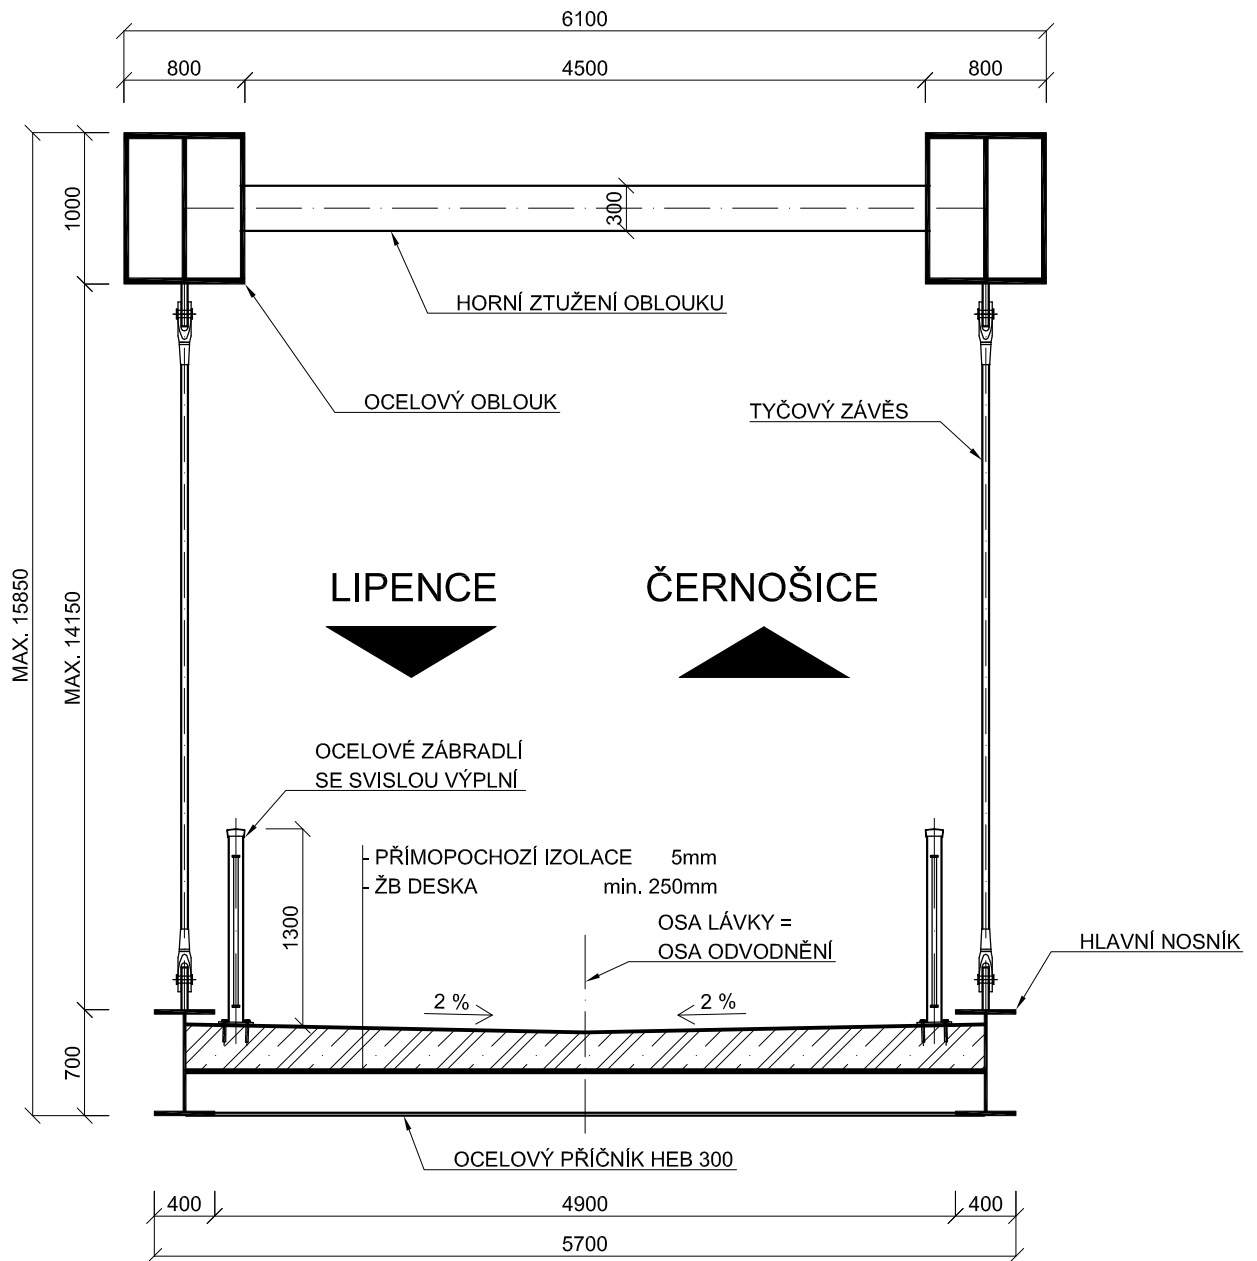 6100
800
4500
800
1000
300
HORNÍ ZTUŽENÍ OBLOUKU
OCELOVÝ OBLOUK
TYČOVÝ ZÁVĚS
MAX. 15850
MAX. 14150
LIPENCE
ČERNOŠICE
OCELOVÉ ZÁBRADLÍ
SE SVISLOU VÝPLNÍ
- PŘÍMOPOCHOZÍ IZOLACE 5mm
- ŽB DESKA min. 250mm
1300
OSA LÁVKY =
OSA ODVODNĚNÍ
HLAVNÍ NOSNÍK
2 %
2 %
700
OCELOVÝ PŘÍČNÍK HEB 300
400
4900
400
5700